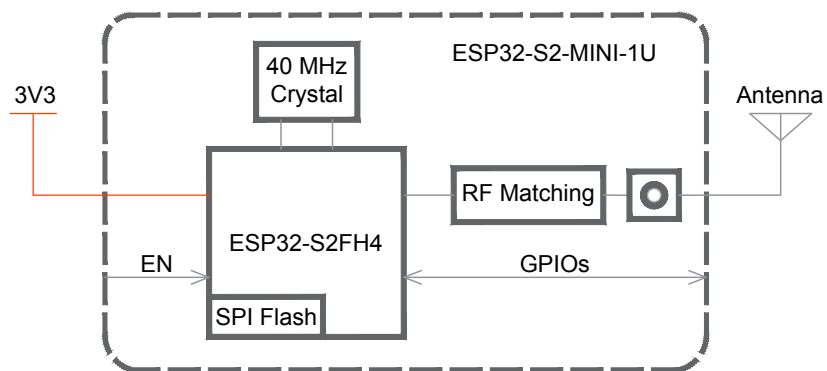 ESP32-S2-MINI-1U
40 MHz
Crystal
3V3
Antenna
RF Matching
ESP32-S2FH4
EN
GPIOs
SPI Flash